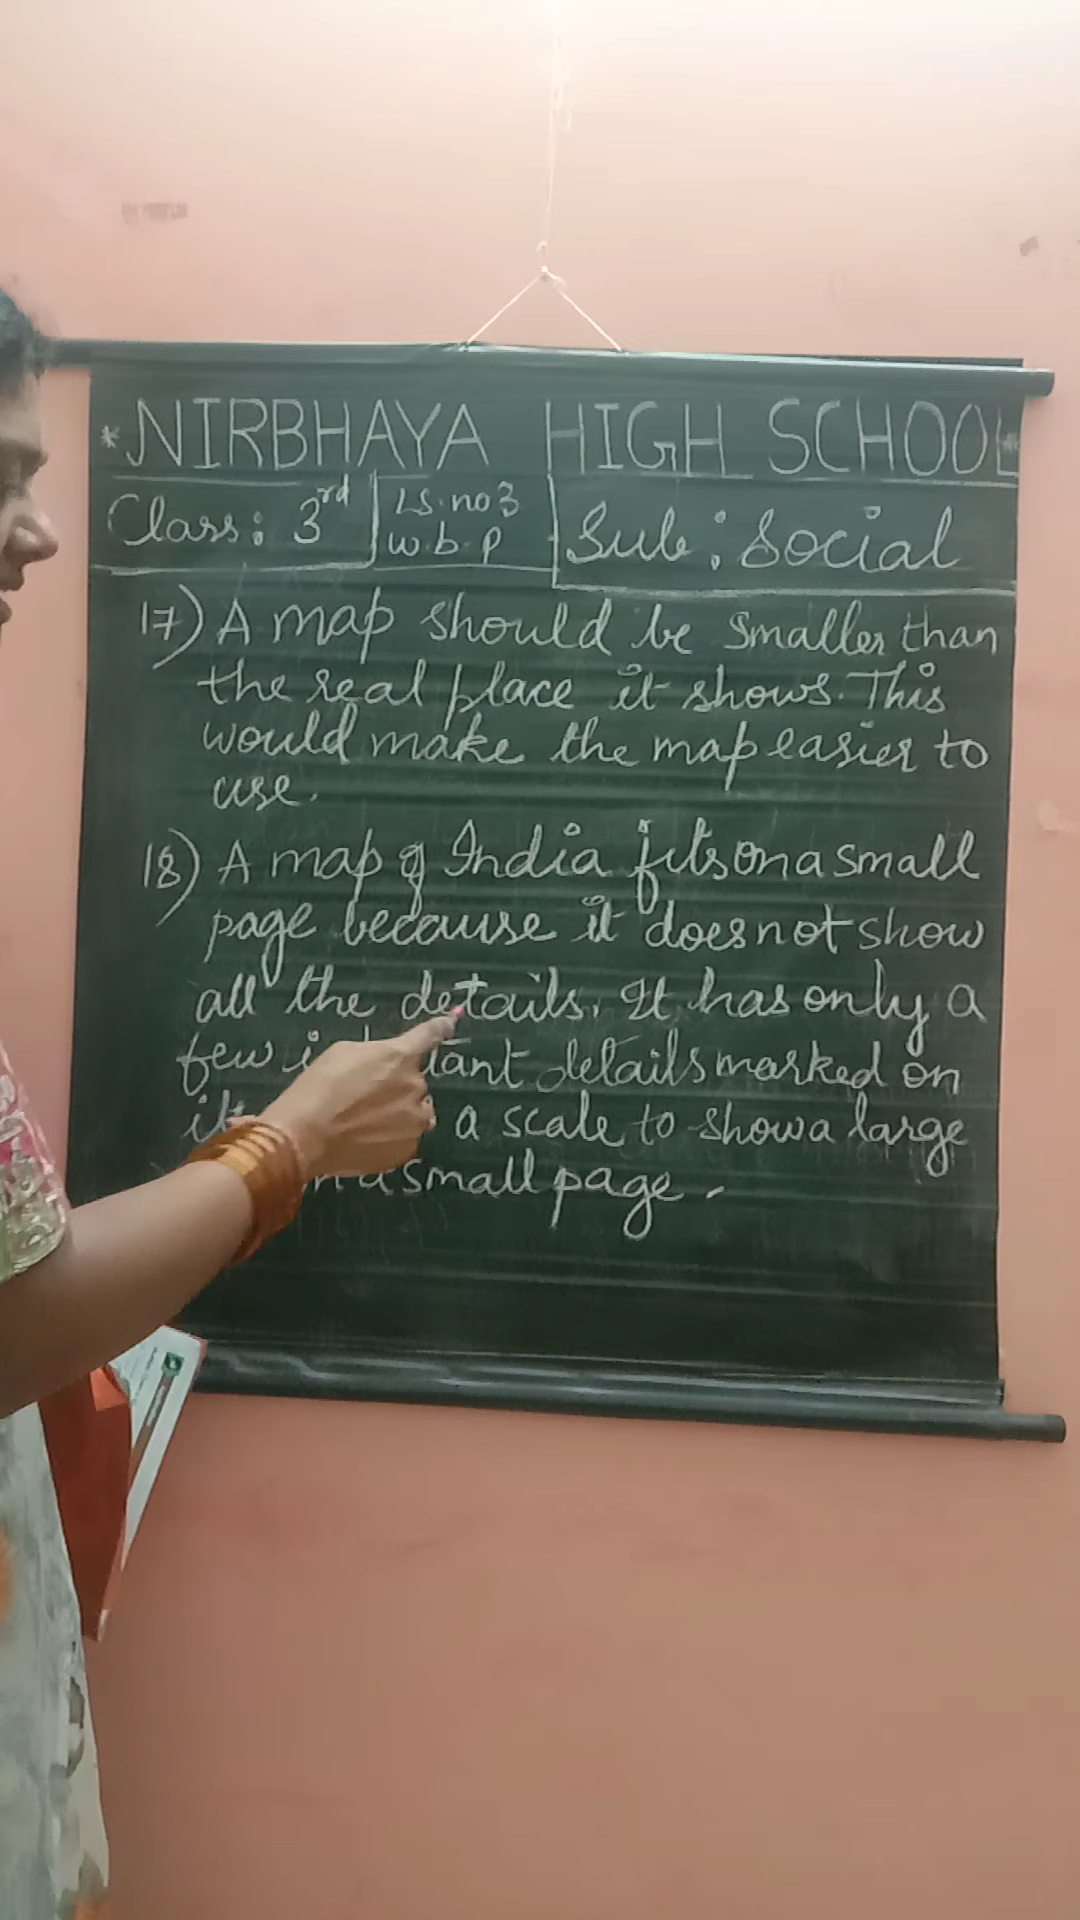 *NIRBHAYA HIGH SCHOOL*
Class: 3rd
LS.no 3
w.b.p
Sub: Social
17) A map should be smaller than
the real place it shows. This
would make the map easier to
use.
18) A map of India fits on a small
page because it does not show
all the details. It has only a
few details marked on
a scale to show a large
a small page.